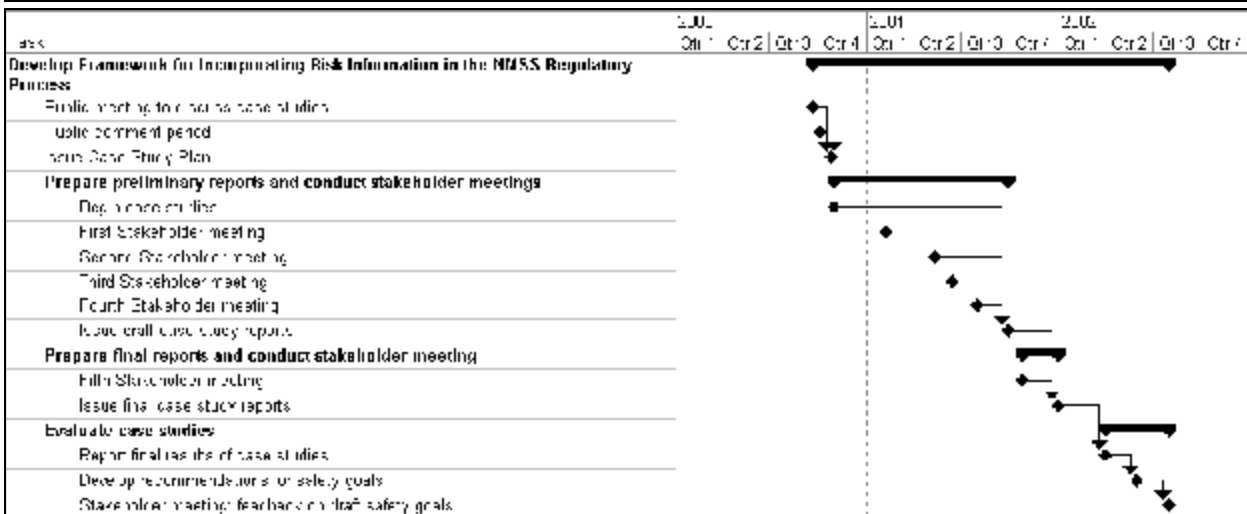 2000 2001 2002
Task Qtr 1 Qtr 2 Qtr 3 Qtr 4 Qtr 1 Qtr 2 Qtr 3 Qtr 4 Qtr 1 Qtr 2 Qtr 3 Qtr 4
Develop Framework for Incorporating Risk Information in the NMSS Regulatory
Process
Public meeting to discuss case studies
Public comment period
Issue Case Study Plan
Prepare preliminary reports and conduct stakeholder meetings
Begin case studies
First Stakeholder meeting
Second Stakeholder meeting
Third Stakeholder meeting
Fourth Stakeholder meeting
Issue draft case study reports
Prepare final reports and conduct stakeholder meeting
Fifth Stakeholder meeting
Issue final case study reports
Evaluate case studies
Report final results of case studies
Develop recommendations for safety goals
Stakeholder meeting: feedback on draft safety goals